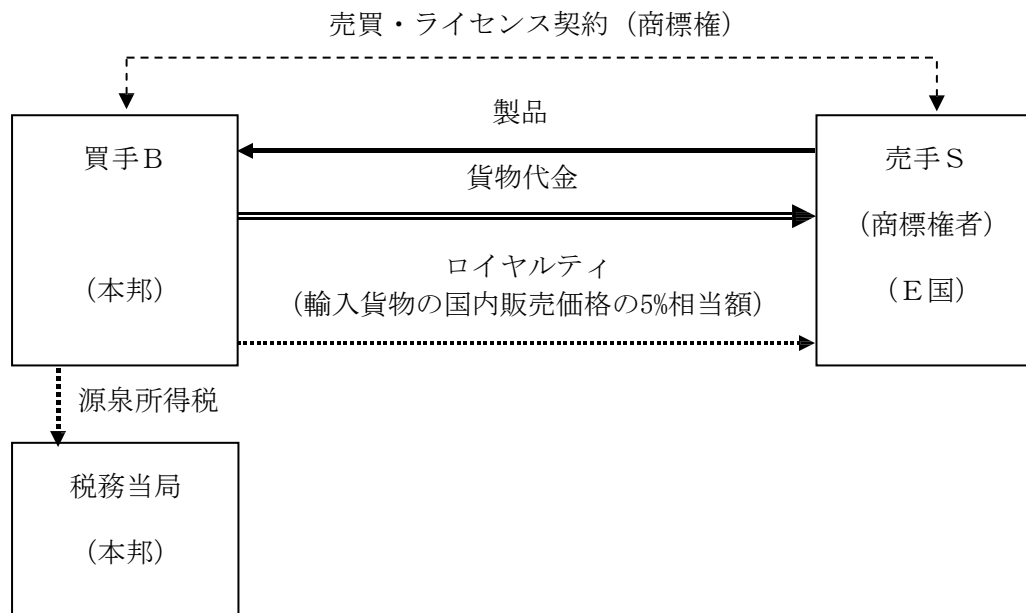 売買・ライセンス契約（商標権）
製品
買手Ｂ
売手Ｓ
貨物代金
（商標権者）
ロイヤルティ
（本邦）
（輸入貨物の国内販売価格の5%相当額）
（Ｅ国）
源泉所得税
税務当局
（本邦）